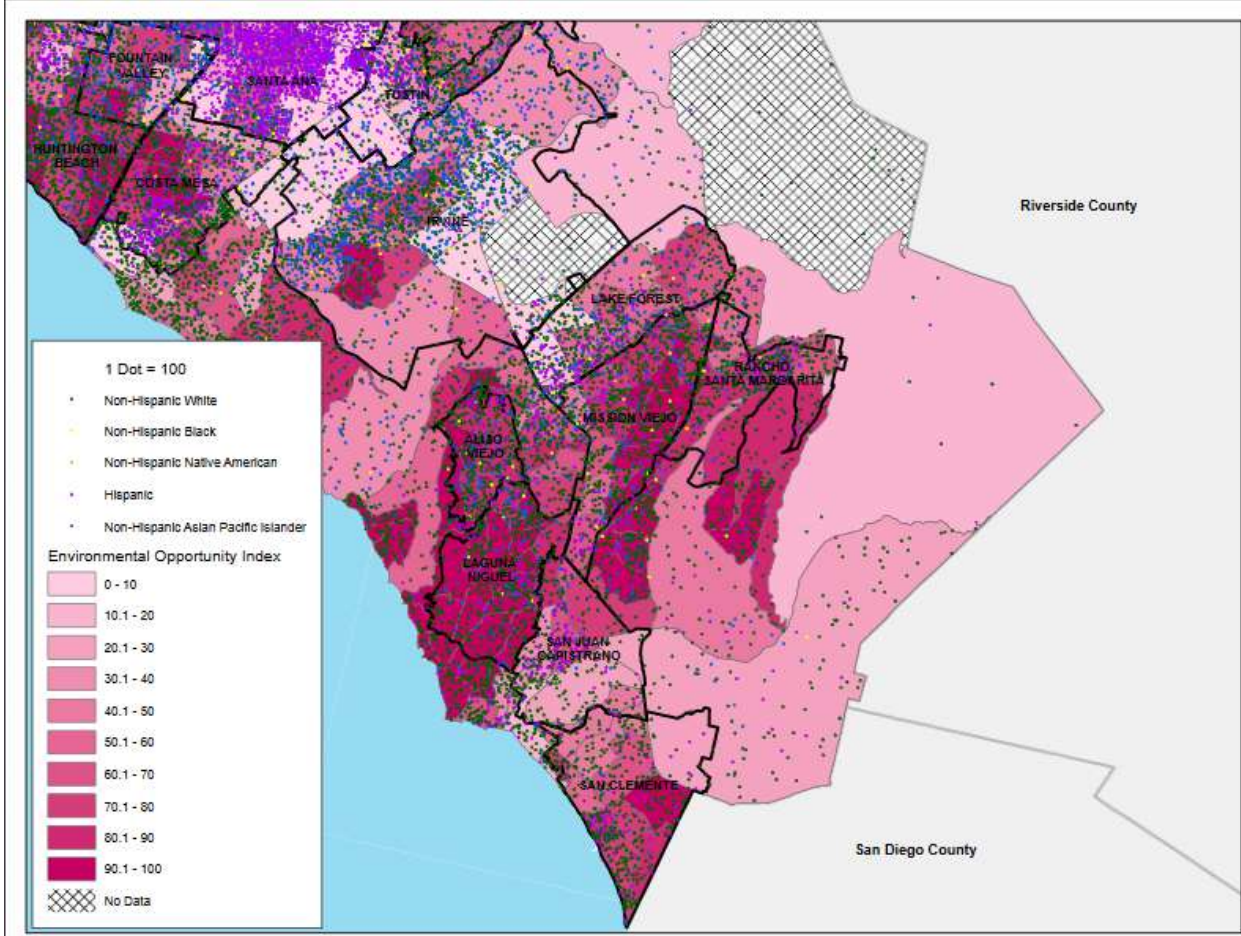 FOUNTAIN
VALLEY
SANTA ANA
TUSTIN
HUNTINGTON
BEACH
COSTA MESA
IRVINE
Riverside County
LAKE FOREST
RANCHO
SANTA MARGARITA
MISSION VIEJO
ALISO
VIEJO
LAGUNA
NIGUEL
SAN JUAN
CAPISTRANO
SAN CLEMENTE
San Diego County
1 Dot = 100
Non-Hispanic White
Non-Hispanic Black
Non-Hispanic Native American
Hispanic
Non-Hispanic Asian Pacific Islander
Environmental Opportunity Index
0 - 10
10.1 - 20
20.1 - 30
30.1 - 40
40.1 - 50
50.1 - 60
60.1 - 70
70.1 - 80
80.1 - 90
90.1 - 100
No Data